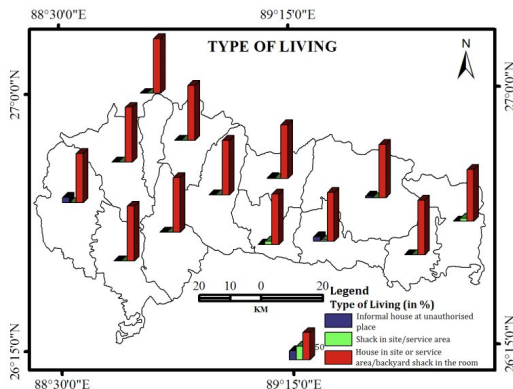 88°30'0"E
89°15'0"E
TYPE OF LIVING
N
27°0'0"N
27°0'0"N
20 10 0 20
KM
Legend
Type of Living (in %)
Informal house at unauthorised
place
Shack in site/service area
50
House in site or service
area/backyard shack in the room
26°15'0"N
26°15'0"N
88°30'0"E
89°15'0"E